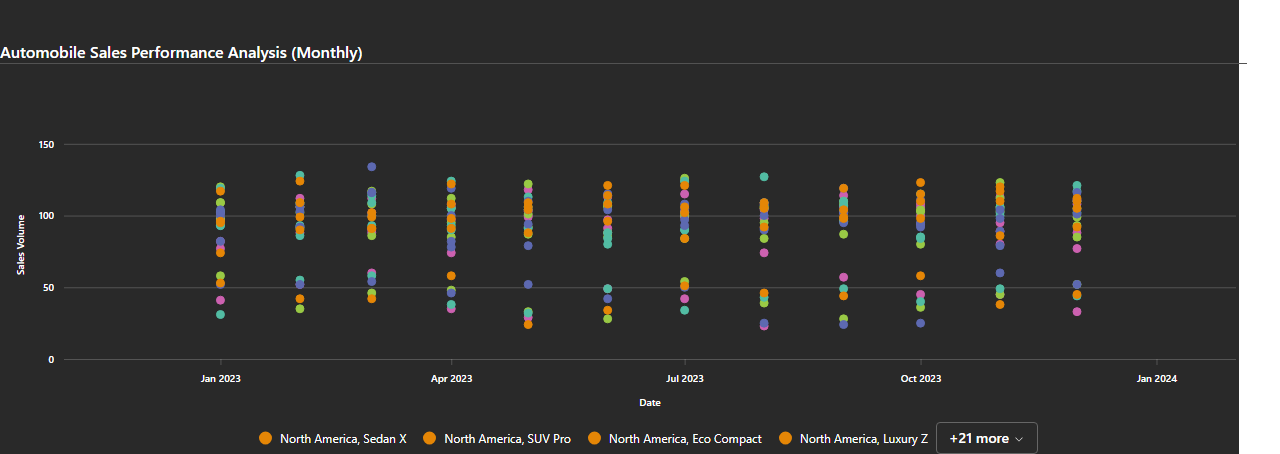 Automobile Sales Performance Analysis (Monthly)
150
100
50
0
Sales Volume
Jan 2023
Apr 2023
Jul 2023
Oct 2023
Jan 2024
Date
North America, Sedan X
North America, SUV Pro
North America, Eco Compact
North America, Luxury Z
+21 more